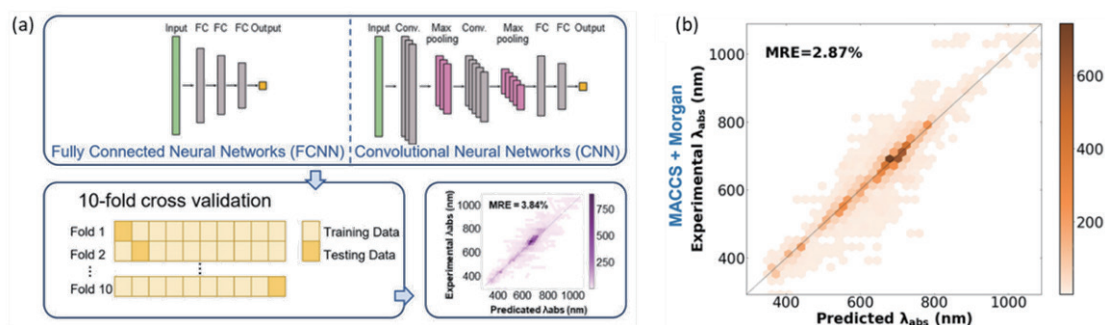 (a)
Input FC FC FC Output
Input Conv. Max pooling Conv. Max pooling FC FC Output
Fully Connected Neural Networks (FCNN)
Convolutional Neural Networks (CNN)
10-fold cross validation
Fold 1
Fold 2
⋮
Fold 10
⋮
Training Data
Testing Data
MRE = 3.84%
Experimental λabs (nm)
1000
800
600
400
400 600 800 1000
Predicated λabs (nm)
750
500
250
(b)
MRE=2.87%
MACCS + Morgan
Experimental λabs (nm)
1000
800
600
400
400 600 800 1000
Predicted λabs (nm)
600
400
200